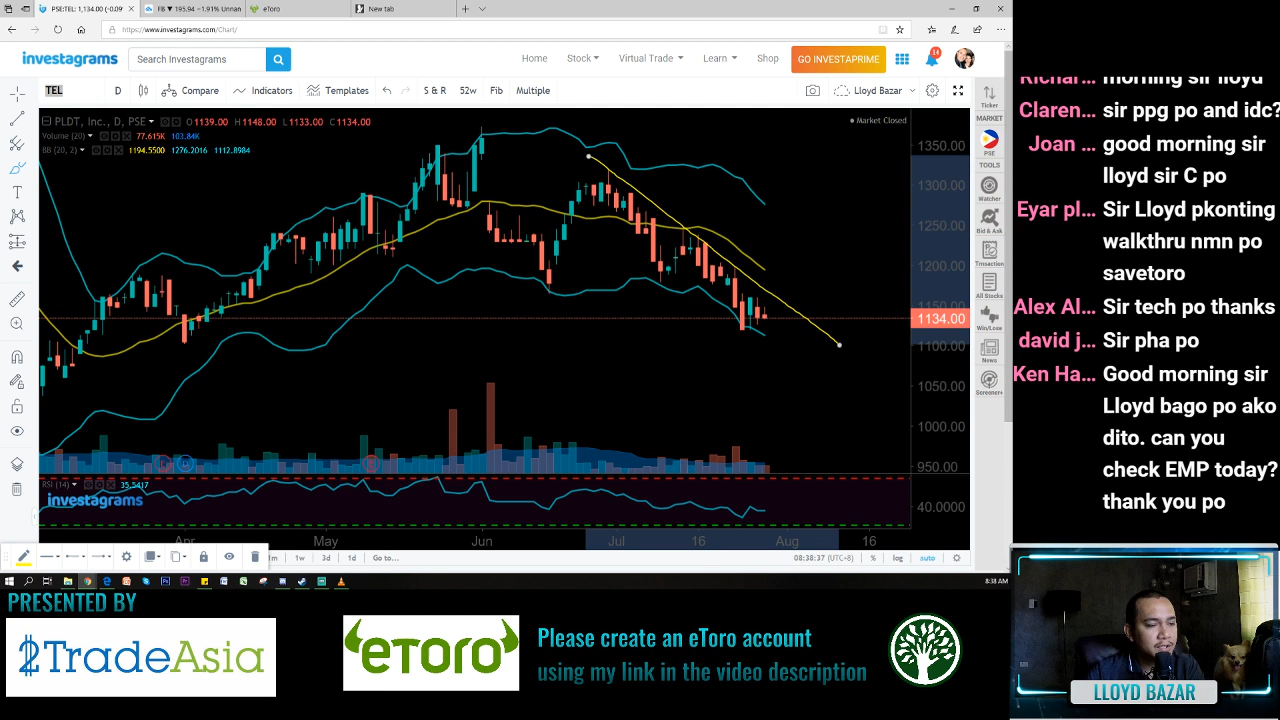 PSE:TEL: 1,134.00 (-0.09
FB ▼ 195.94 −1.91% Unnan
eToro
New tab
https://www.investagrams.com/Chart/
investagrams
Search Investagrams
Home
Stock
Virtual Trade
Learn
Shop
GO INVESTAPRIME
14
TEL
D
Compare
Indicators
Templates
S & R
52w
Fib
Multiple
Lloyd Bazar
PLDT, Inc., D, PSE
O1139.00 H1148.00 L1133.00 C1134.00
Market Closed
Volume (20)
77.615K 103.84K
BB (20, 2)
1194.5500 1276.2016 1112.8984
1350.00
1300.00
1250.00
1200.00
1150.00
1134.00
1100.00
1050.00
1000.00
950.00
RSI (14)
35.5417
investagrams
40.0000
Apr
May
Jun
Jul
16
Aug
16
1w
3d
1d
Go to...
08:38:37 (UTC+8)
%
log
auto
Ticker
MARKET
PSE
TOOLS
Watcher
Bid & Ask
Transaction
All Stocks
Win/Lose
News
Screener+
8:38 AM
Richar... morning sir lloyd
Claren... sir ppg po and idc?
Joan ... good morning sir
lloyd sir C po
Eyar pl... Sir Lloyd pkonting
walkthru nmn po
savetoro
Alex Al... Sir tech po thanks
david j... Sir pha po
Ken Ha... Good morning sir
Lloyd bago po ako
dito. can you
check EMP today?
thank you po
PRESENTED BY
2TradeAsia
eToro
Please create an eToro account
using my link in the video description
LLOYD BAZAR